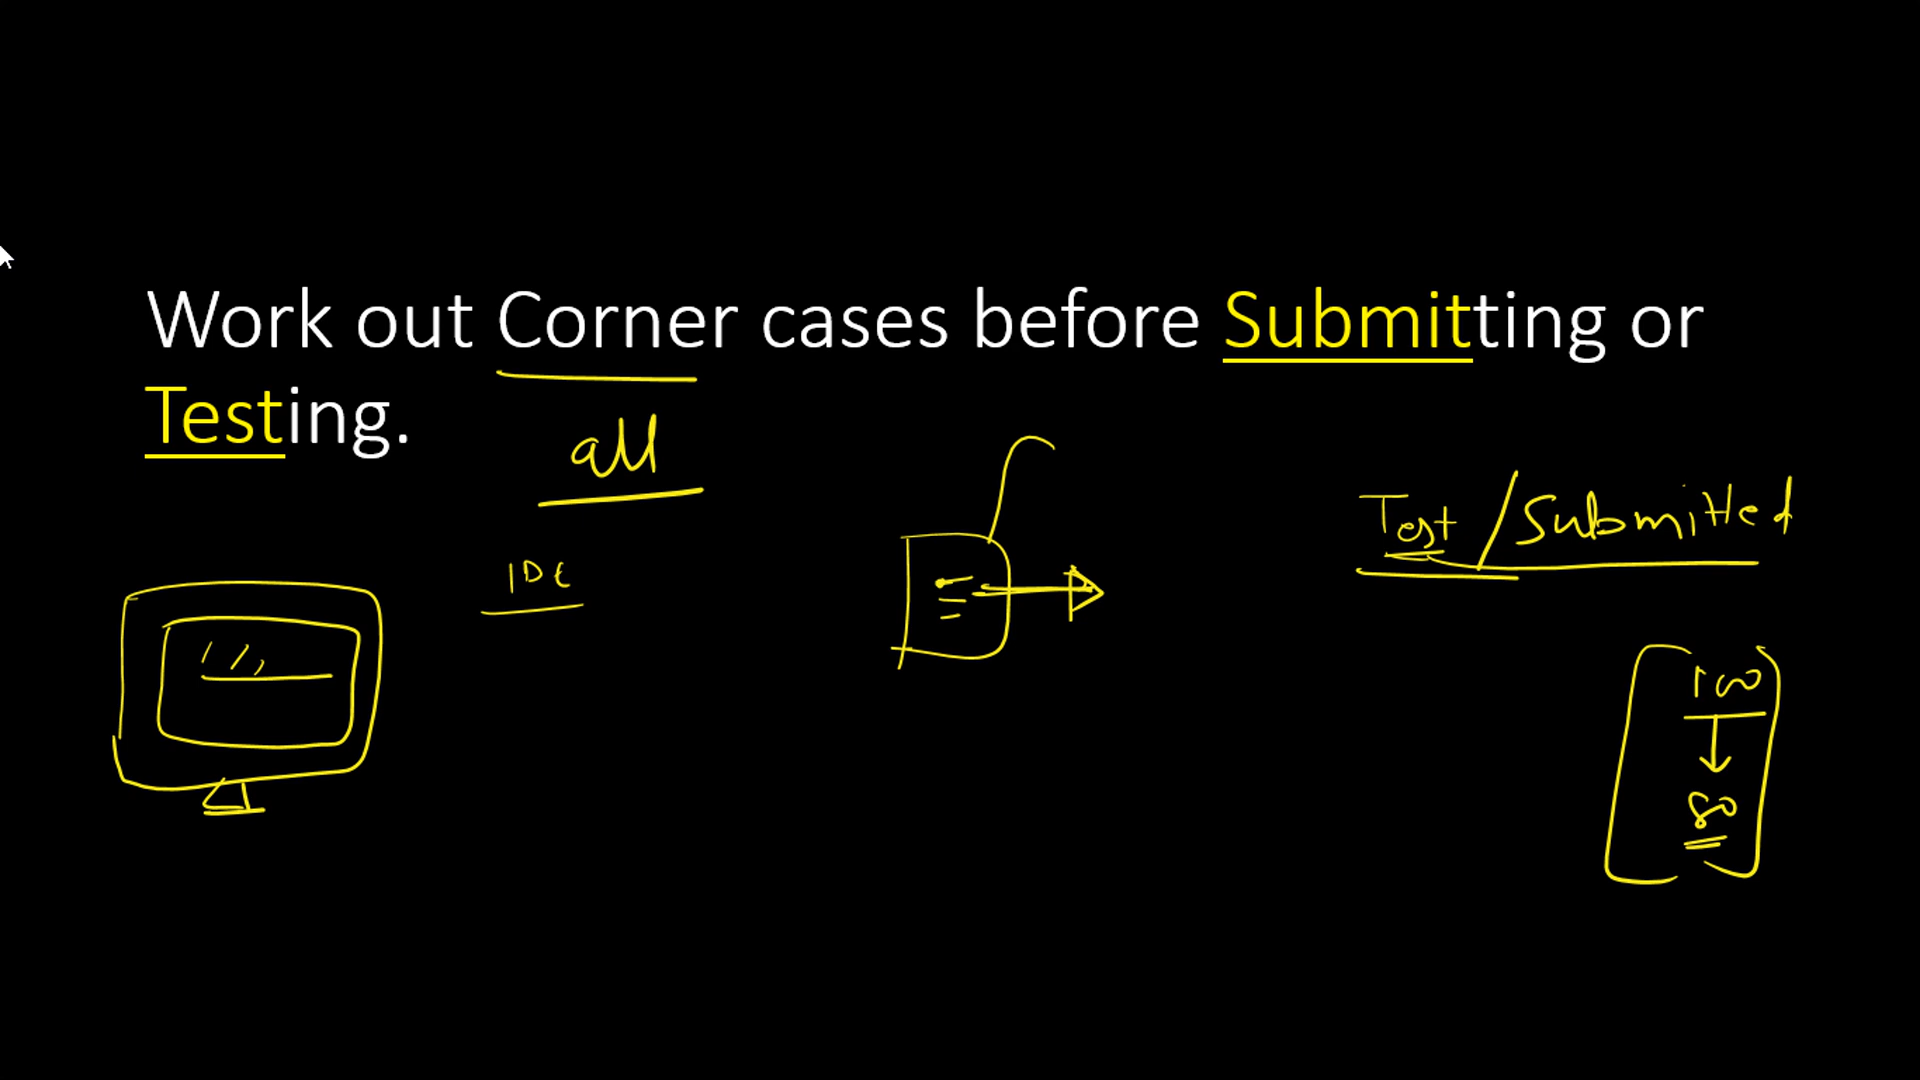 Work out Corner cases before Submitting or
Testing.
all
IDE
Test / Submitted
100
80